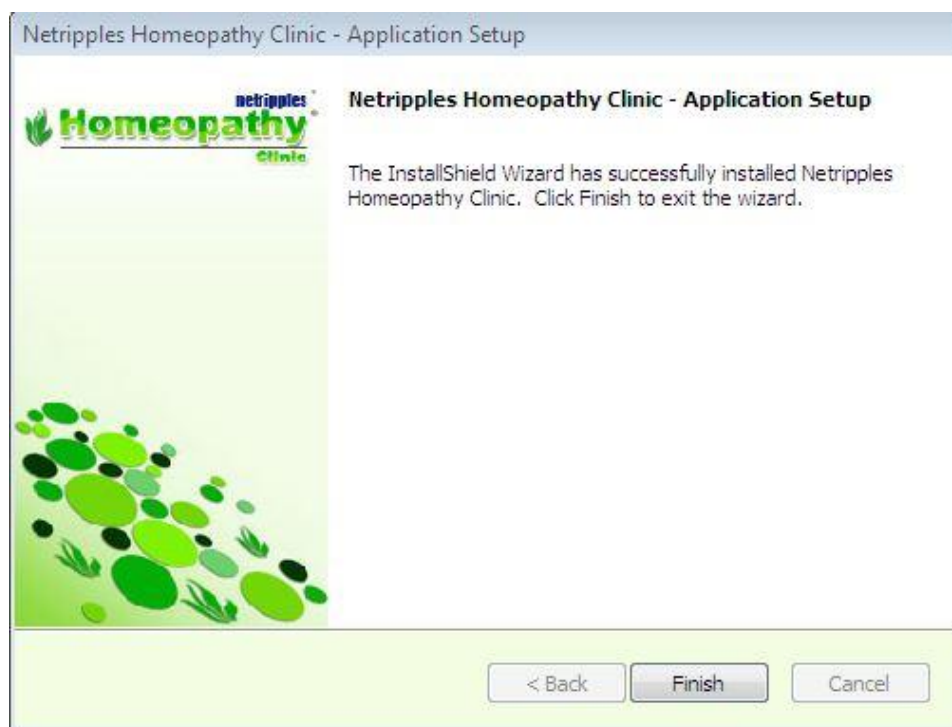 Netripples Homeopathy Clinic - Application Setup
netripples
Homeopathy
Clinic
Netripples Homeopathy Clinic - Application Setup
The InstallShield Wizard has successfully installed Netripples
Homeopathy Clinic. Click Finish to exit the wizard.
< Back
Finish
Cancel